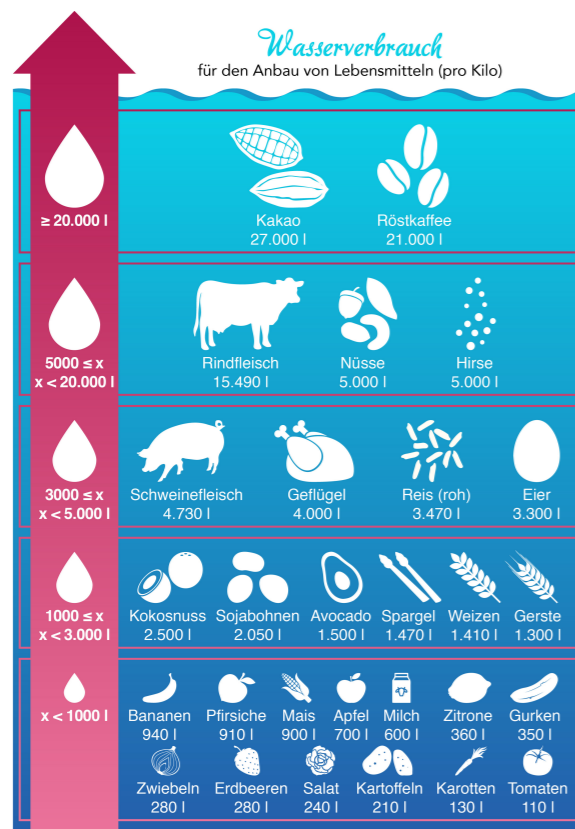 Wasserverbrauch
für den Anbau von Lebensmitteln (pro Kilo)
≥ 20.000 l
Kakao
27.000 l
Röstkaffee
21.000 l
5000 ≤ x
x < 20.000 l
Rindfleisch
15.490 l
Nüsse
5.000 l
Hirse
5.000 l
3000 ≤ x
x < 5.000 l
Schweinefleisch
4.730 l
Geflügel
4.000 l
Reis (roh)
3.470 l
Eier
3.300 l
1000 ≤ x
x < 3.000 l
Kokosnuss
2.500 l
Sojabohnen
2.050 l
Avocado
1.500 l
Spargel
1.470 l
Weizen
1.410 l
Gerste
1.300 l
x < 1000 l
Bananen
940 l
Pfirsiche
910 l
Mais
900 l
Apfel
700 l
Milch
600 l
Zitrone
360 l
Gurken
350 l
Zwiebeln
280 l
Erdbeeren
280 l
Salat
240 l
Kartoffeln
210 l
Karotten
130 l
Tomaten
110 l